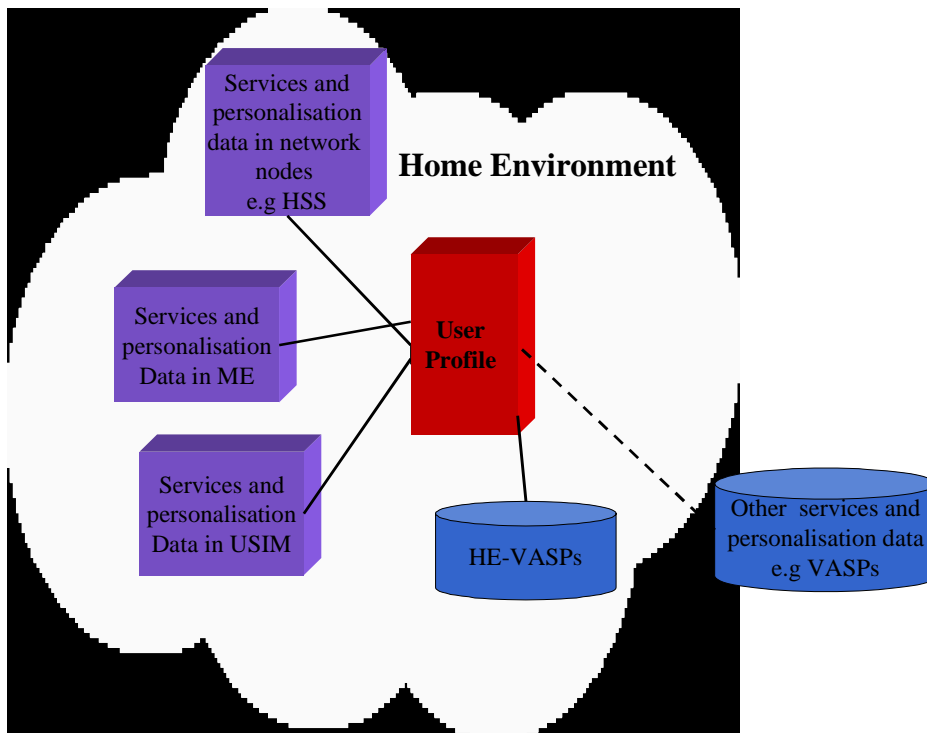 Services and
personalisation
data in network
nodes
e.g HSS
Home Environment
Services and
personalisation
Data in ME
User
Profile
Services and
personalisation
Data in USIM
HE-VASPs
Other services and
personalisation data
e.g VASPs